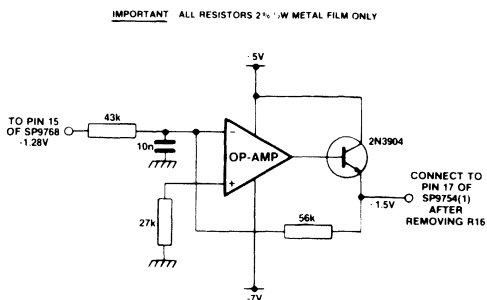 IMPORTANT ALL RESISTORS 2% W METAL FILM ONLY
5V
TO PIN 15
OF SP9768
-1.28V
43k
10n
OP-AMP
2N3904
CONNECT TO
PIN 17 OF
SP9754(1)
AFTER
REMOVING R16
1.5V
27k
56k
-7V